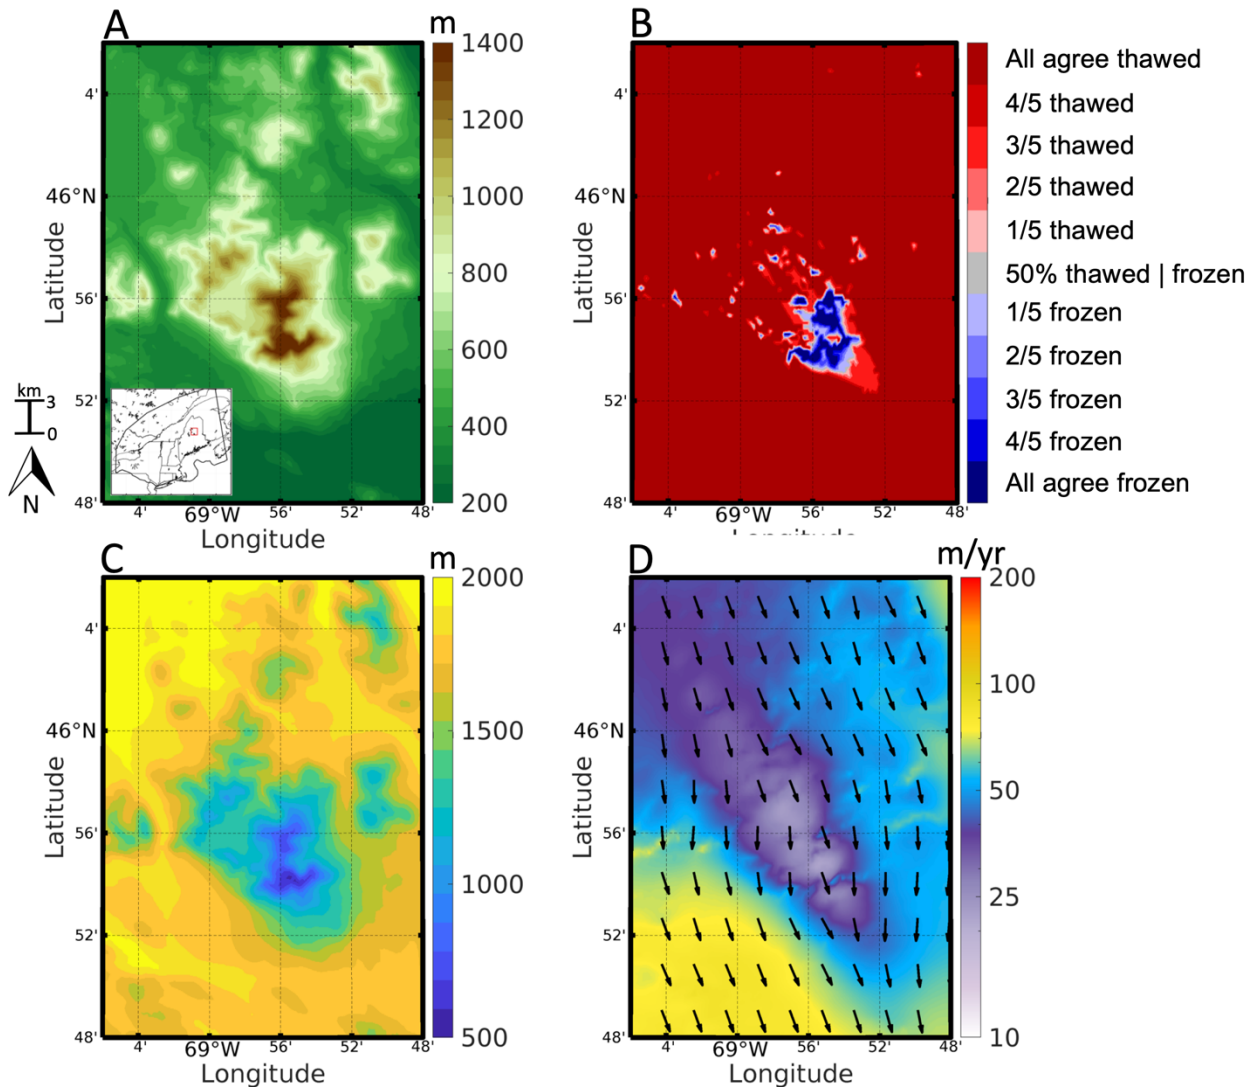 A
m
1400
1200
1000
800
600
400
200
4'
46°N
56'
52'
48'
Latitude
4'
69°W
56'
52'
48'
Longitude
km
3
0
N
B
4'
46°N
56'
52'
48'
Latitude
4'
69°W
56'
52'
48'
Longitude
All agree thawed
4/5 thawed
3/5 thawed
2/5 thawed
1/5 thawed
50% thawed | frozen
1/5 frozen
2/5 frozen
3/5 frozen
4/5 frozen
All agree frozen
C
m
2000
1500
1000
500
4'
46°N
56'
52'
48'
Latitude
4'
69°W
56'
52'
48'
Longitude
D
m/yr
200
100
50
25
10
4'
46°N
56'
52'
48'
Latitude
4'
69°W
56'
52'
48'
Longitude